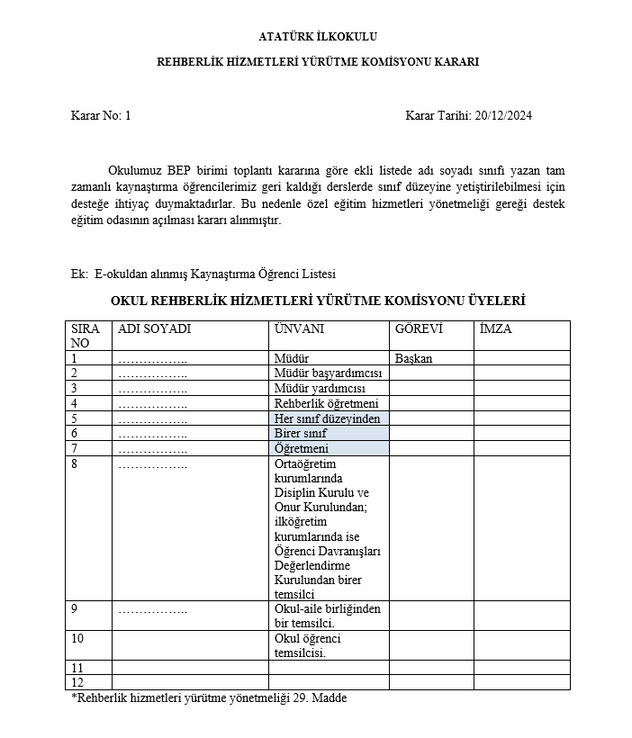 ATATÜRK İLKOKULU
REHBERLİK HİZMETLERİ YÜRÜTME KOMİSYONU KARARI
Karar No: 1 Karar Tarihi: 20/12/2024
Okulumuz BEP birimi toplantı kararına göre ekli listede adı soyadı sınıfı yazan tam
zamanlı kaynaştırma öğrencilerimiz geri kaldığı derslerde sınıf düzeyine yetiştirilebilmesi için
desteğe ihtiyaç duymaktadırlar. Bu nedenle özel eğitim hizmetleri yönetmeliği gereği destek
eğitim odasının açılması kararı alınmıştır.
Ek: E-okuldan alınmış Kaynaştırma Öğrenci Listesi
OKUL REHBERLİK HİZMETLERİ YÜRÜTME KOMİSYONU ÜYELERİ
SIRA NO ADI SOYADI ÜNVANI GÖREVİ İMZA
1 …………….. Müdür Başkan
2 …………….. Müdür başyardımcısı
3 …………….. Müdür yardımcısı
4 …………….. Rehberlik öğretmeni
5 …………….. Her sınıf düzeyinden
6 …………….. Birer sınıf
7 …………….. Öğretmeni
8 …………….. Ortaöğretim
kurumlarında
Disiplin Kurulu ve
Onur Kurulundan;
ilköğretim
kurumlarında ise
Öğrenci Davranışları
Değerlendirme
Kurulundan birer
temsilci
9 …………….. Okul-aile birliğinden
bir temsilci.
10 Okul öğrenci
temsilcisi.
11
12
*Rehberlik hizmetleri yürütme yönetmeliği 29. Madde